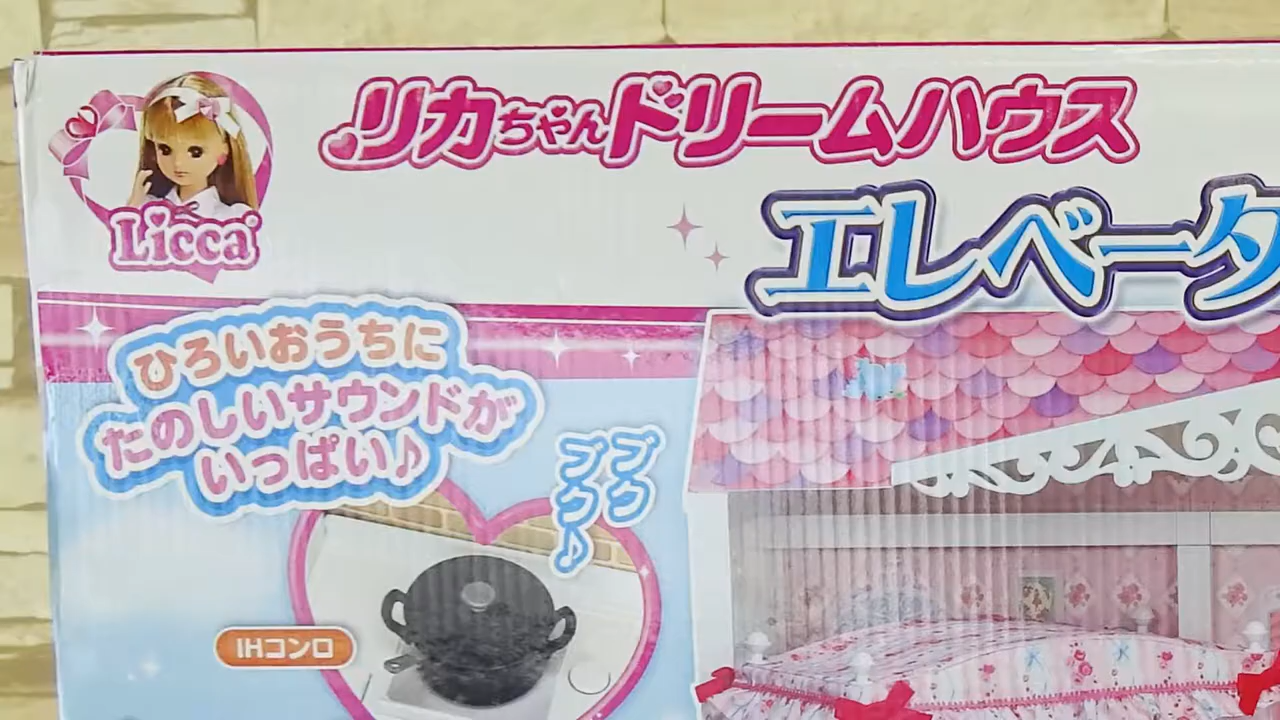 Licca
リカちゃんドリームハウス
エレベータ
ひろいおうちに
たのしいサウンドが
いっぱい♪
ブク
ブク♪
IHコンロ